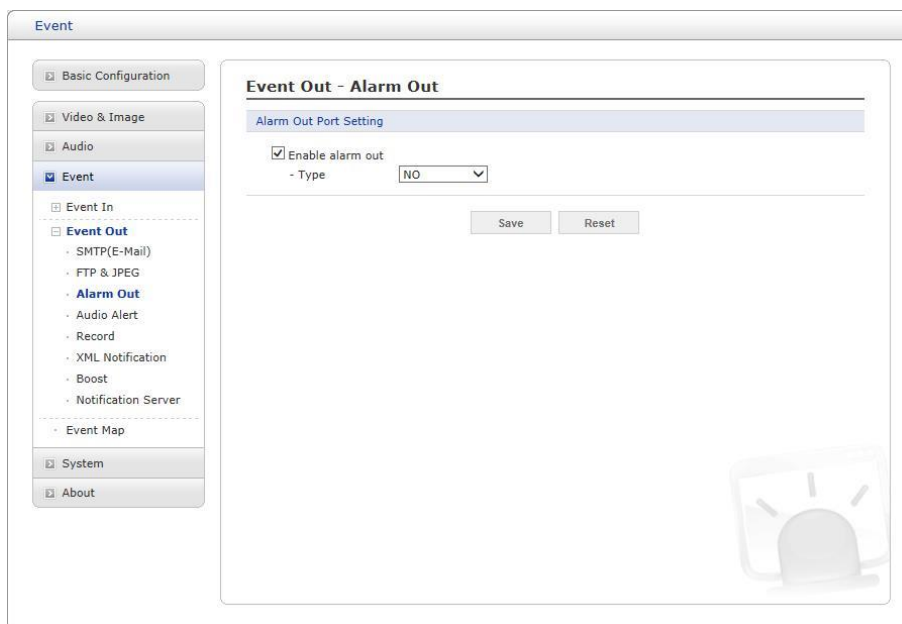 Event
Basic Configuration
Video & Image
Audio
Event
Event In
Event Out
SMTP(E-Mail)
FTP & JPEG
Alarm Out
Audio Alert
Record
XML Notification
Boost
Notification Server
Event Map
System
About
Event Out - Alarm Out
Alarm Out Port Setting
Enable alarm out
- Type NO
Save Reset